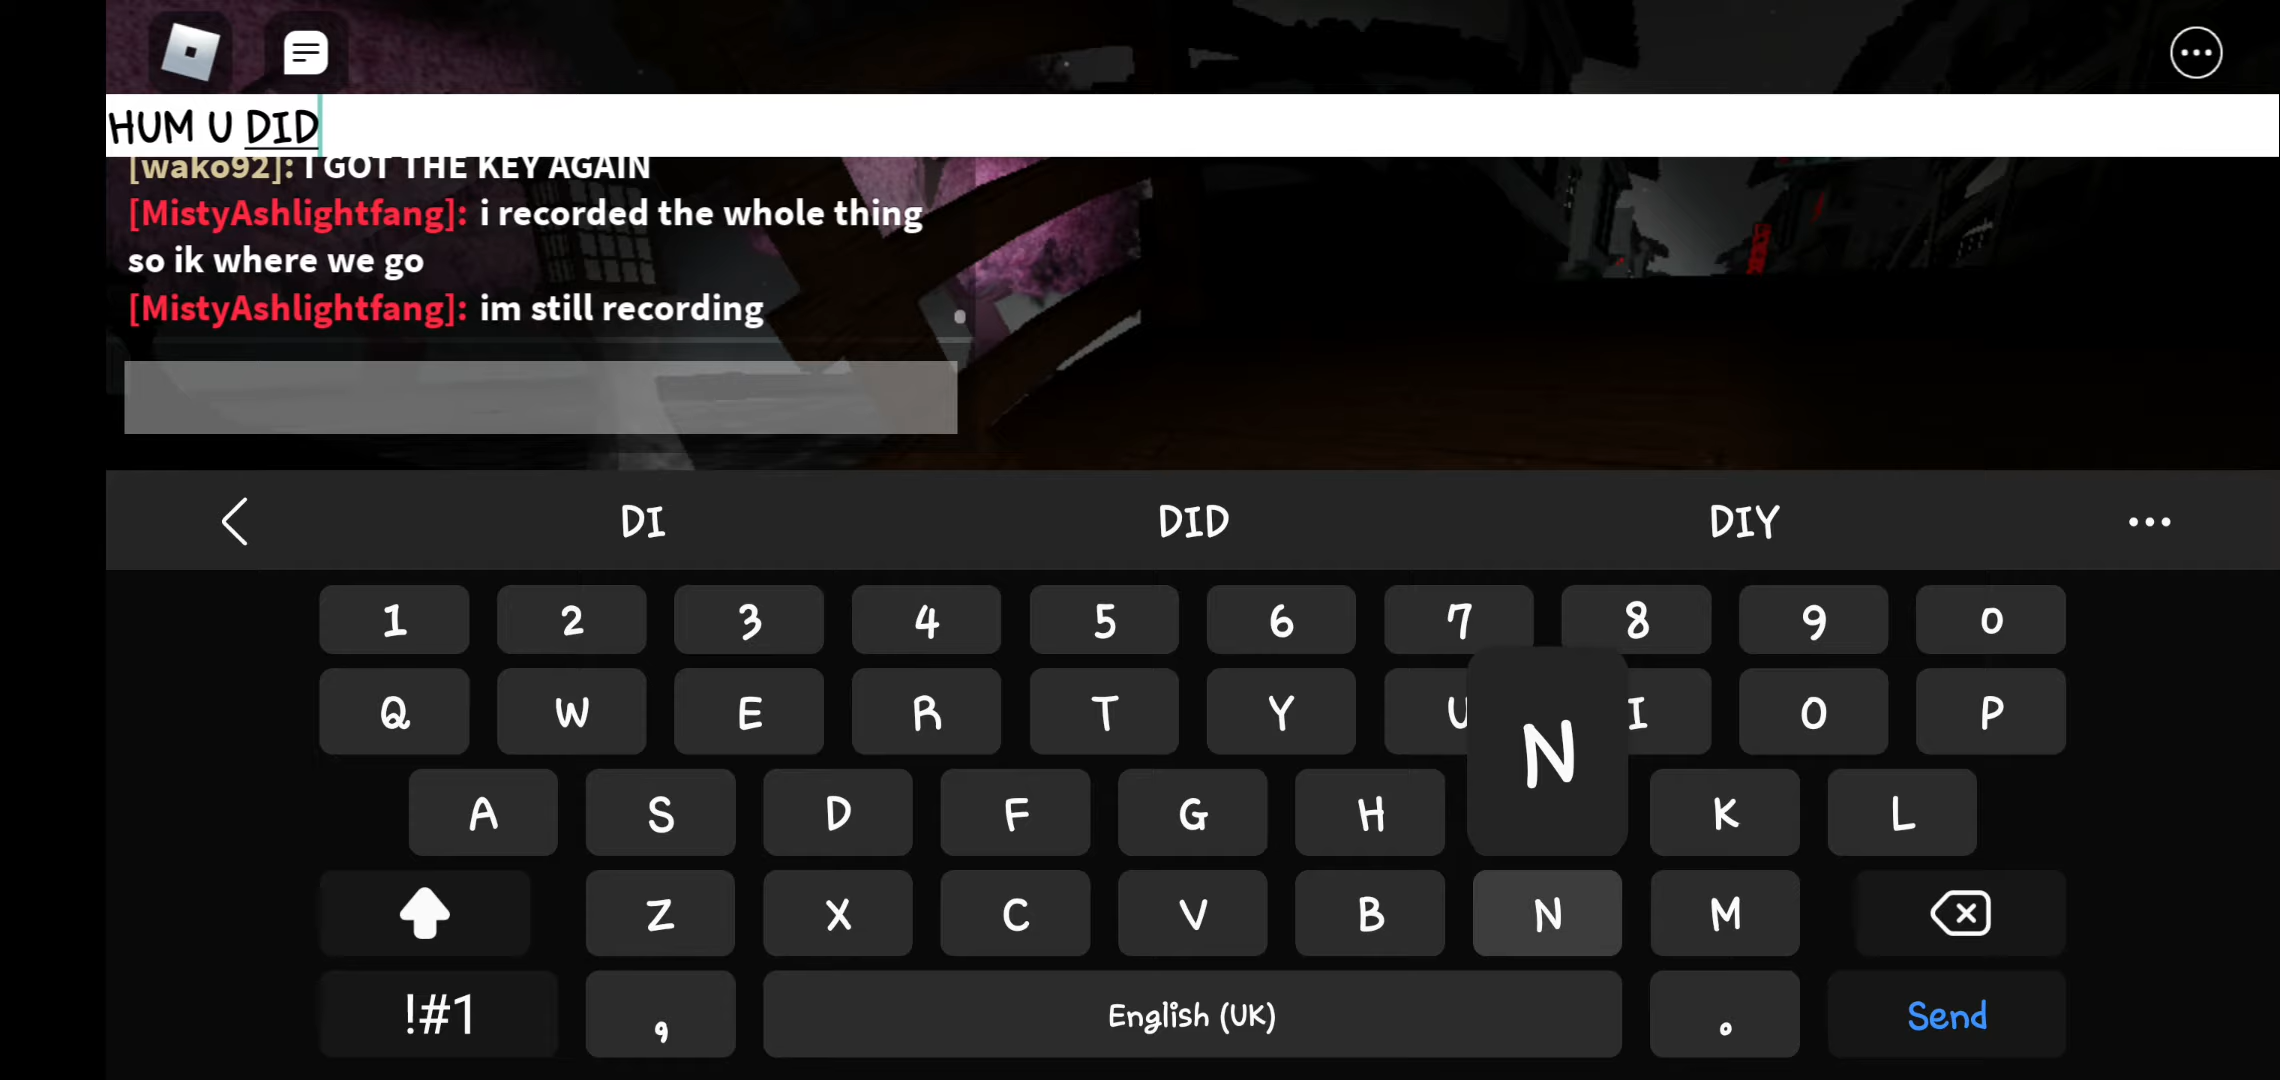 HUM U DID
[wako92]: I GOT THE KEY AGAIN
[MistyAshlightfang]: i recorded the whole thing
so ik where we go
[MistyAshlightfang]: im still recording
DI DID DIY
1 2 3 4 5 6 7 8 9 0
Q W E R T Y U I O P
N
A S D F G H K L
Z X C V B N M
!#1 , English (UK) . Send